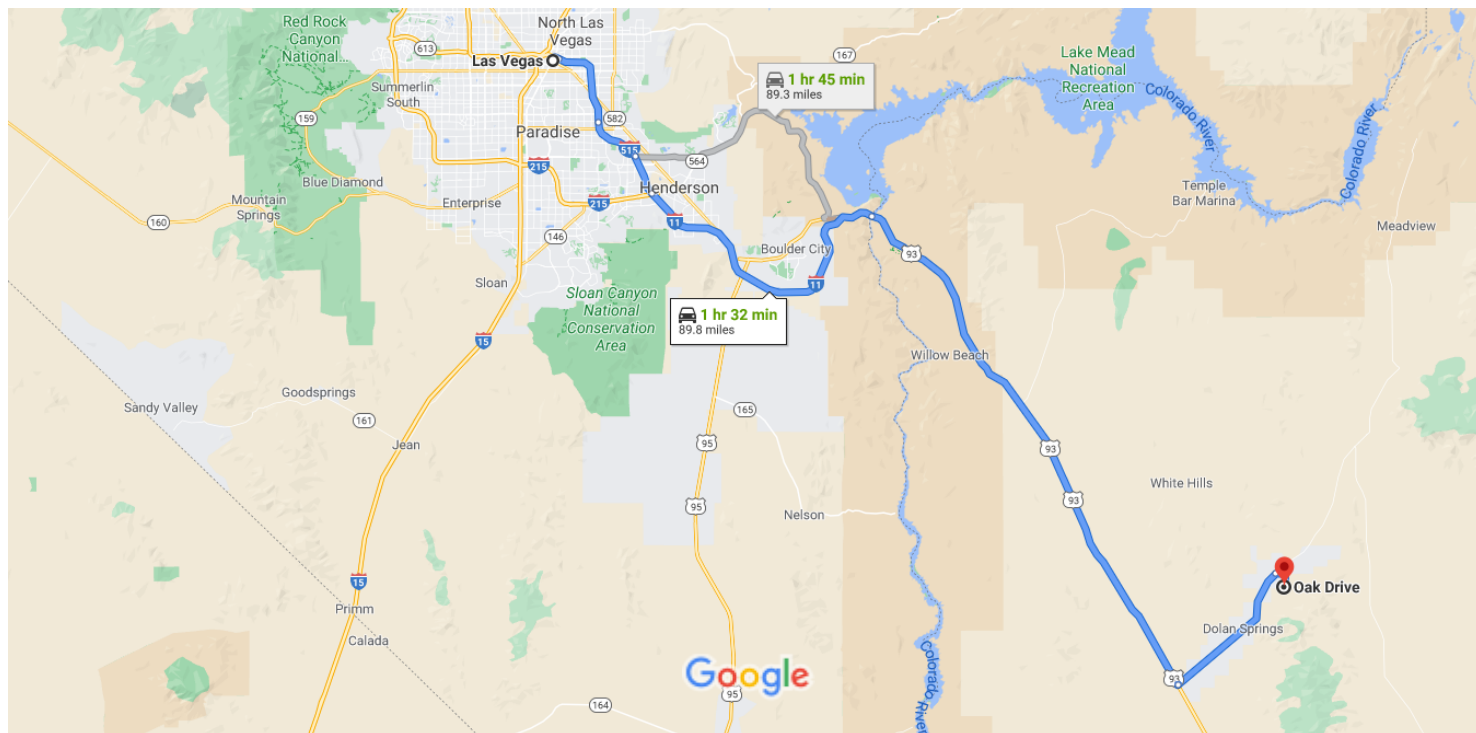 Red Rock
Canyon
National...
North Las
Vegas
613
Las Vegas
167
Lake Mead
National
Recreation
Area
1 hr 45 min
89.3 miles
Summerlin
South
Colorado River
159
582
Paradise
515
564
215
Colorado River
Blue Diamond
Henderson
Temple
Bar Marina
Mountain
Springs
Enterprise
215
160
11
Meadview
146
Boulder City
93
Sloan
11
Sloan Canyon
National
Conservation
Area
1 hr 32 min
89.8 miles
15
Willow Beach
Goodsprings
Sandy Valley
165
161
Jean
95
93
White Hills
93
95
Nelson
15
Oak Drive
Primm
Dolan Springs
Calada
Colorado River
Google
93
95
164